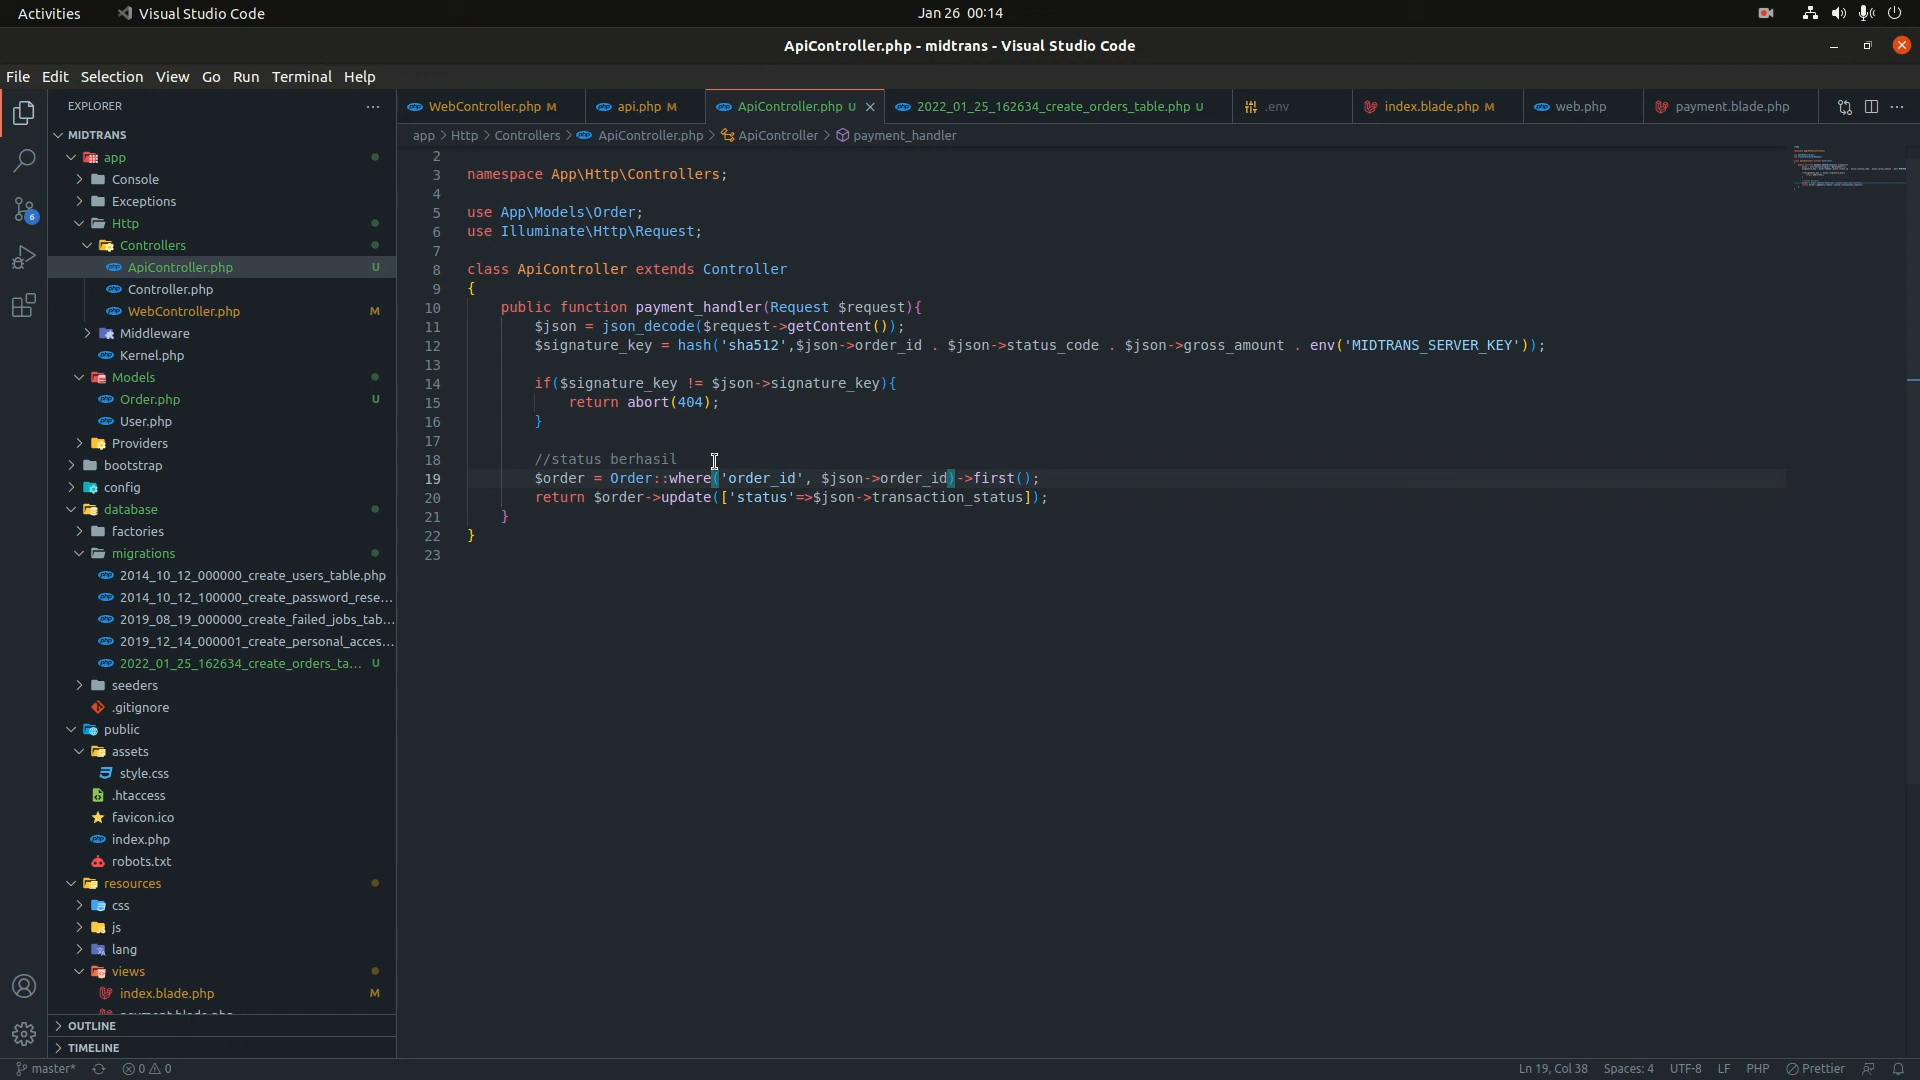 Activities
Visual Studio Code
Jan 26 00:14
ApiController.php - midtrans - Visual Studio Code
File Edit Selection View Go Run Terminal Help
EXPLORER
MIDTRANS
app
Console
Exceptions
Http
Controllers
ApiController.php U
Controller.php
WebController.php M
Middleware
Kernel.php
Models
Order.php U
User.php
Providers
bootstrap
config
database
factories
migrations
2014_10_12_000000_create_users_table.php
2014_10_12_100000_create_password_rese...
2019_08_19_000000_create_failed_jobs_tab...
2019_12_14_000001_create_personal_acces...
2022_01_25_162634_create_orders_ta... U
seeders
.gitignore
public
assets
style.css
.htaccess
favicon.ico
index.php
robots.txt
resources
css
js
lang
views
index.blade.php M
OUTLINE
TIMELINE
6
WebController.php M
api.php M
ApiController.php U
2022_01_25_162634_create_orders_table.php U
.env
index.blade.php M
web.php
payment.blade.php
app > Http > Controllers > ApiController.php > ApiController > payment_handler
2
3 namespace App\Http\Controllers;
4
5 use App\Models\Order;
6 use Illuminate\Http\Request;
7
8 class ApiController extends Controller
9 {
10 public function payment_handler(Request $request){
11 $json = json_decode($request->getContent());
12 $signature_key = hash('sha512',$json->order_id . $json->status_code . $json->gross_amount . env('MIDTRANS_SERVER_KEY'));
13
14 if($signature_key != $json->signature_key){
15 return abort(404);
16 }
17
18 //status berhasil
19 $order = Order::where('order_id', $json->order_id)->first();
20 return $order->update(['status'=>$json->transaction_status]);
21 }
22 }
23
master*
0 0
Ln 19, Col 38
Spaces: 4
UTF-8
LF
PHP
Prettier